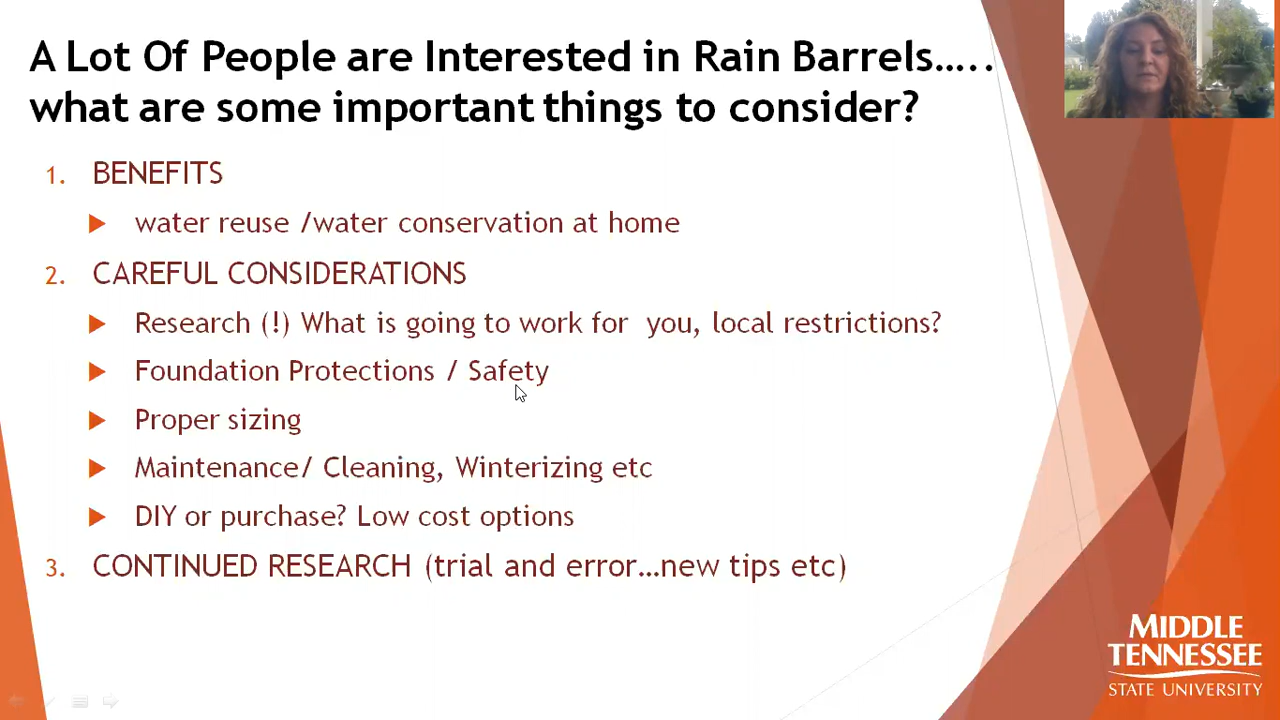 A Lot Of People are Interested in Rain Barrels…..
what are some important things to consider?
1. BENEFITS
water reuse /water conservation at home
2. CAREFUL CONSIDERATIONS
Research (!) What is going to work for you, local restrictions?
Foundation Protections / Safety
Proper sizing
Maintenance/ Cleaning, Winterizing etc
DIY or purchase? Low cost options
3. CONTINUED RESEARCH (trial and error…new tips etc)
MIDDLE
TENNESSEE
STATE UNIVERSITY